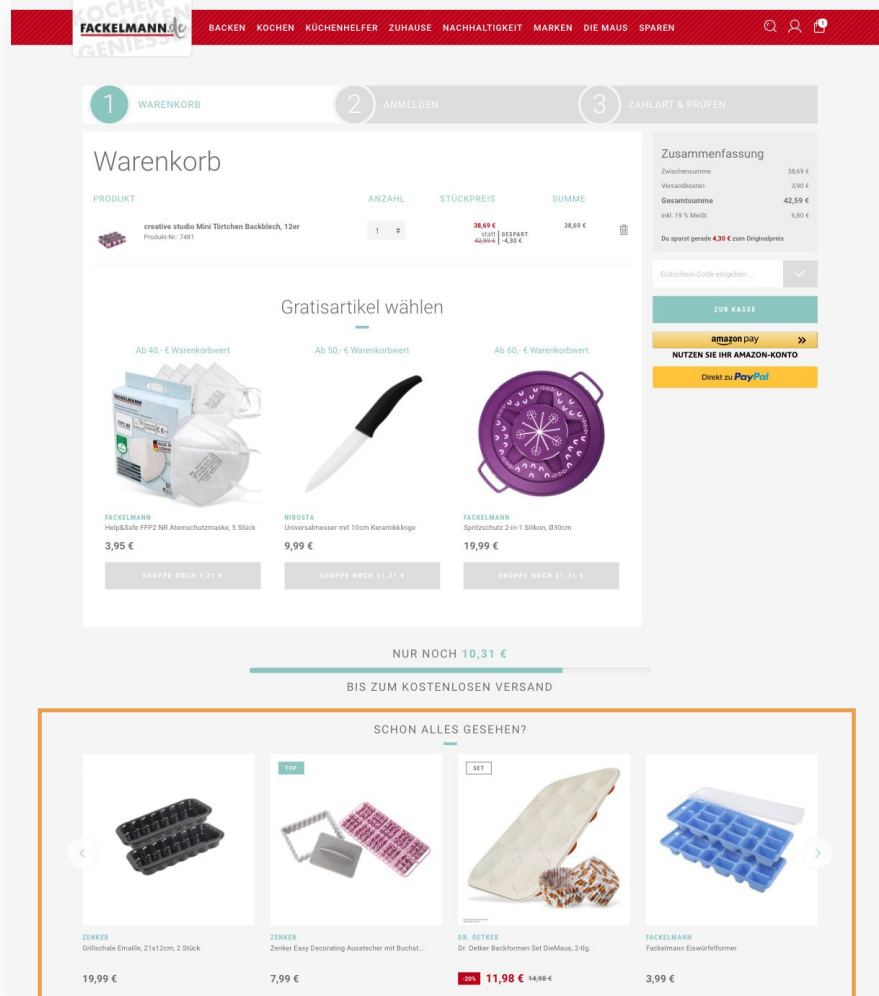 KOCHEN
FACKELMANN.de
GENIESSE
BACKEN KOCHEN KÜCHENHELFER ZUHAUSE NACHHALTIGKEIT MARKEN DIE MAUS SPAREN
1
1 WARENKORB
2 ANMELDEN
3 ZAHLART & PRÜFEN
Warenkorb
PRODUKT ANZAHL STÜCKPREIS SUMME
creative studio Mini Törtchen Backblech, 12er
Produkt-Nr.: 7481
1
38,69 €
statt | GESPART
42,99 € | -4,30 €
38,69 €
Zusammenfassung
Zwischensumme 38,69 €
Versandkosten 3,90 €
Gesamtsumme 42,59 €
inkl. 19 % MwSt. 6,80 €
Du sparst gerade 4,30 € zum Originalpreis
Gutschein-Code eingeben ...
ZUR KASSE
amazon pay
NUTZEN SIE IHR AMAZON-KONTO
Direkt zu PayPal
Gratisartikel wählen
Ab 40,- € Warenkorbwert
Ab 50,- € Warenkorbwert
Ab 60,- € Warenkorbwert
FACKELMANN
FACKELMANN
Help&Safe FFP2 NR Atemschutzmaske, 5 Stück
3,95 €
SHOPPE NOCH 1,31 €
NIROSTA
Universalmesser mit 10cm Keramikklinge
9,99 €
SHOPPE NOCH 11,31 €
FACKELMANN
Spritzschutz 2-in-1 Silikon, Ø30cm
19,99 €
SHOPPE NOCH 21,31 €
NUR NOCH 10,31 €
BIS ZUM KOSTENLOSEN VERSAND
SCHON ALLES GESEHEN?
ZENKER
Grillschale Emaille, 21x12cm, 2 Stück
19,99 €
TOP
ZENKER
Zenker Easy Decorating Ausstecher mit Buchst...
7,99 €
SET
DR. OETKER
Dr. Oetker Backformen Set DieMaus, 2-tlg.
-20% 11,98 € 14,98 €
FACKELMANN
Fackelmann Eiswürfelformer
3,99 €